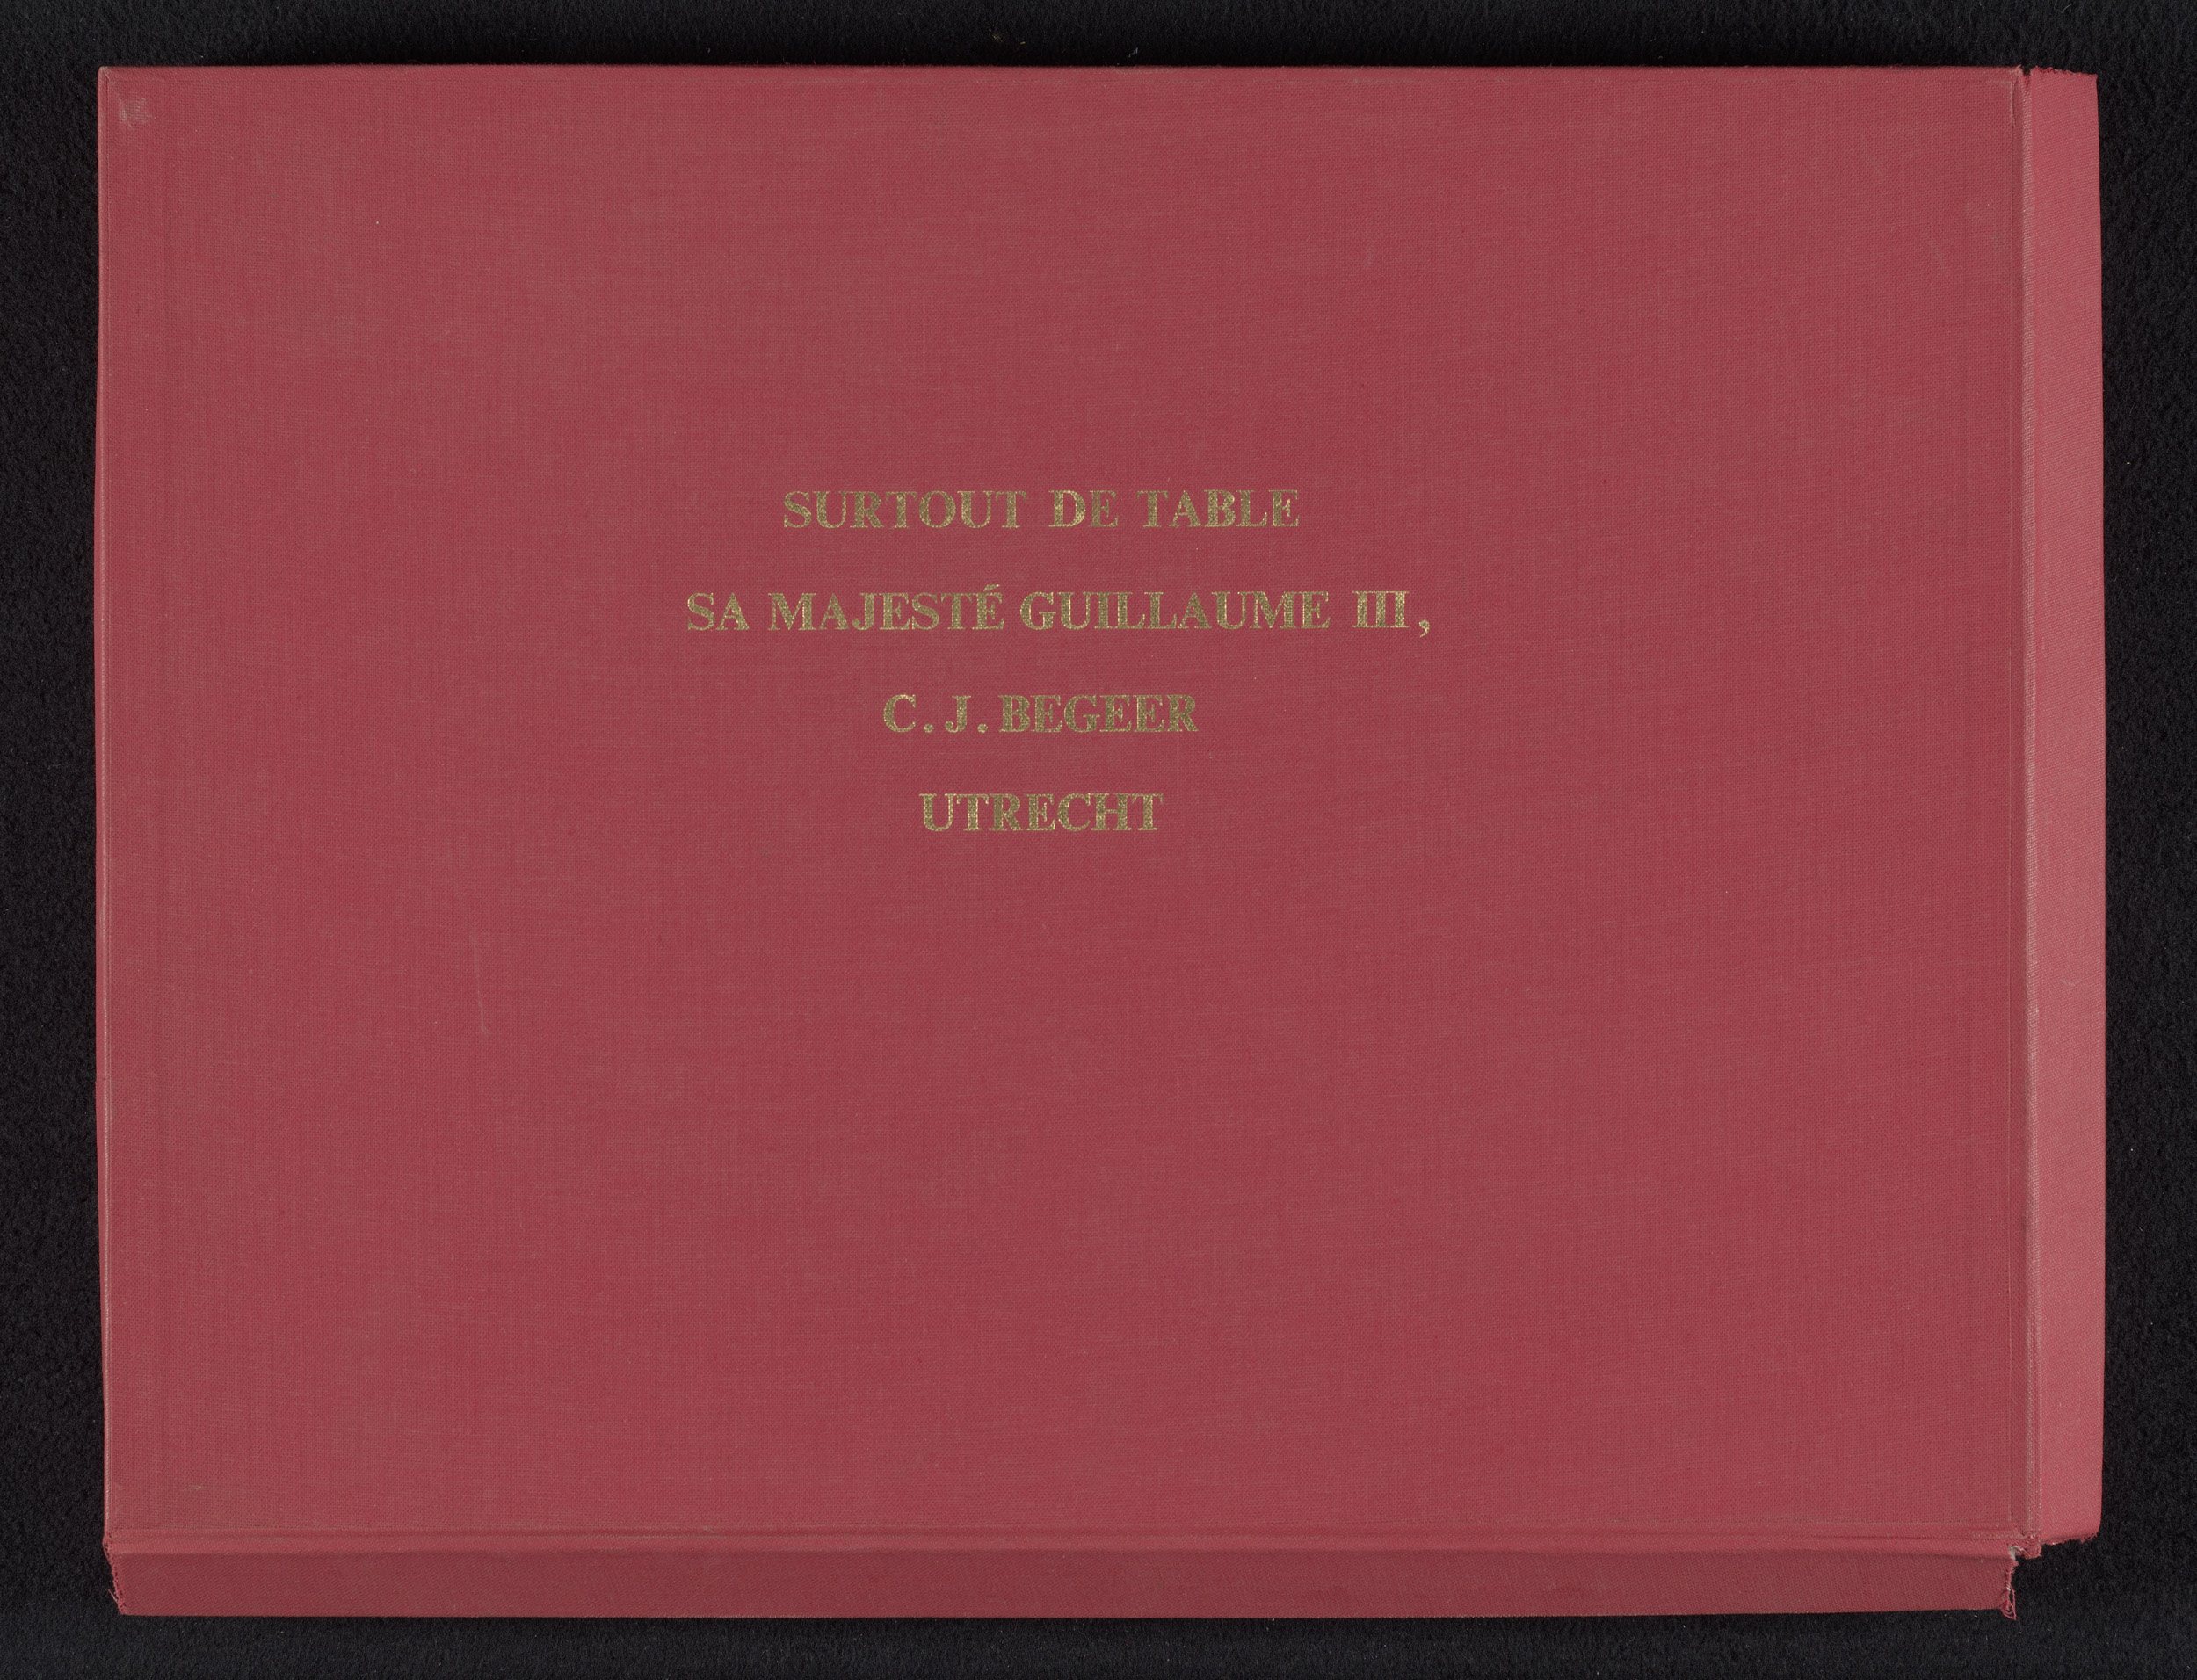 SURTOUT DE TABLE
SA MAJESTÉ GUILLAUME III,
C. J. BEGEER
UTRECHT